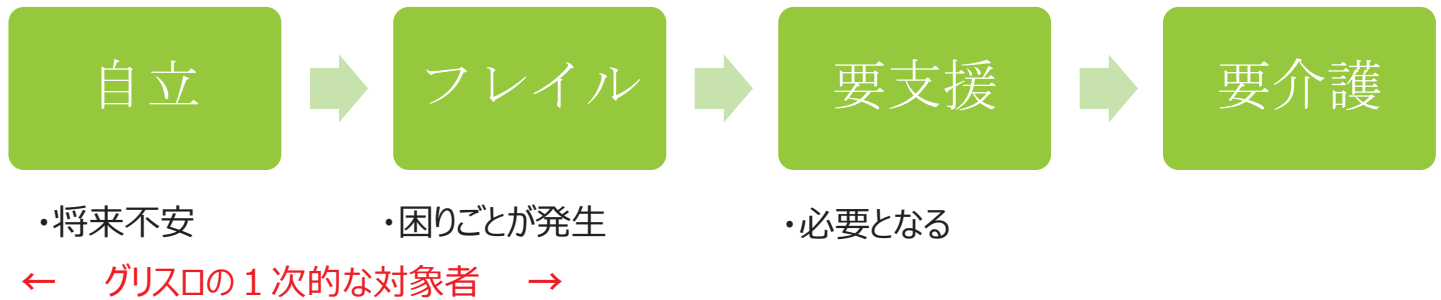 自立 フレイル 要支援 要介護
・将来不安 ・困りごとが発生 ・必要となる
← グリスロの1次的な対象者 →